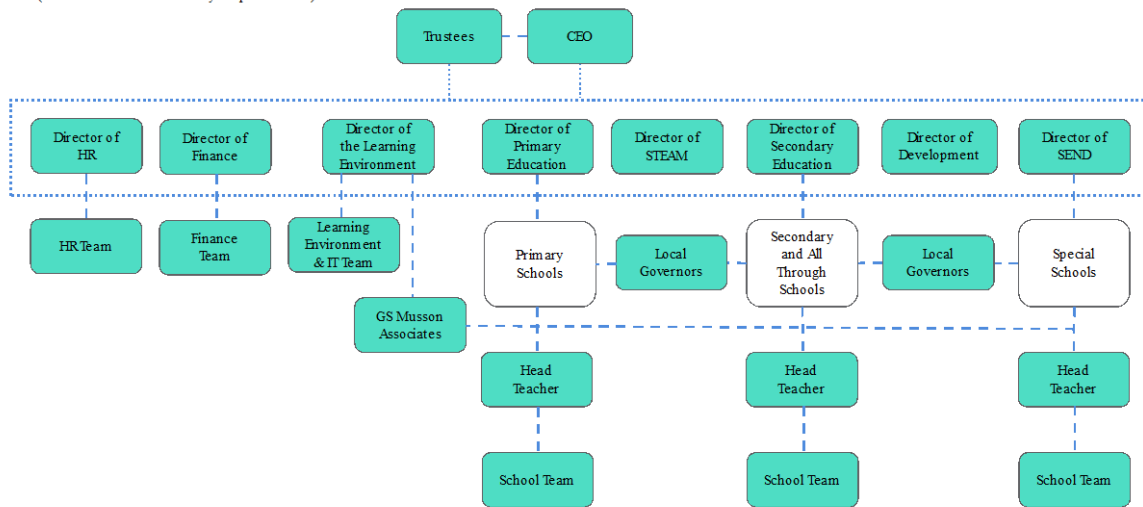 Trustees
CEO
Director of
HR
Director of
Finance
Director of
the Learning
Environment
Director of
Primary
Education
Director of
STEAM
Director of
Secondary
Education
Director of
Development
Director of
SEND
HR Team
Finance
Team
Learning
Environment
& IT Team
Primary
Schools
Local
Governors
Secondary
and All
Through
Schools
Local
Governors
Special
Schools
GS Musson
Associates
Head
Teacher
Head
Teacher
Head
Teacher
School Team
School Team
School Team